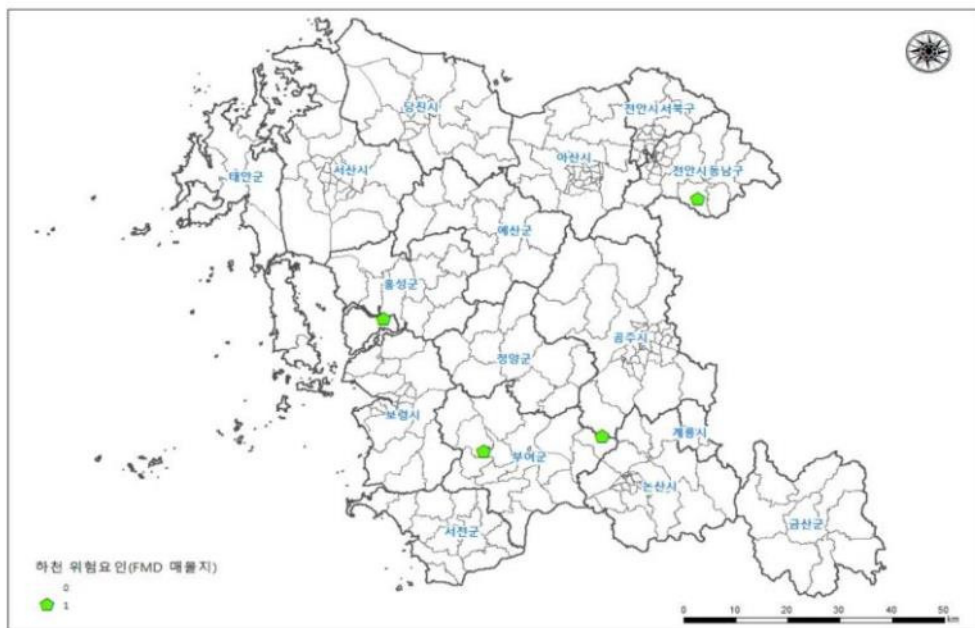 당진시
천안시서북구
아산시
서산시
천안시동남구
태안군
예산군
홍성군
공주시
청양군
보령시
계룡시
부여군
논산시
서천군
금산군
하천 위험요인(FMD 매몰지)
0
1
0 10 20 30 40 50
km